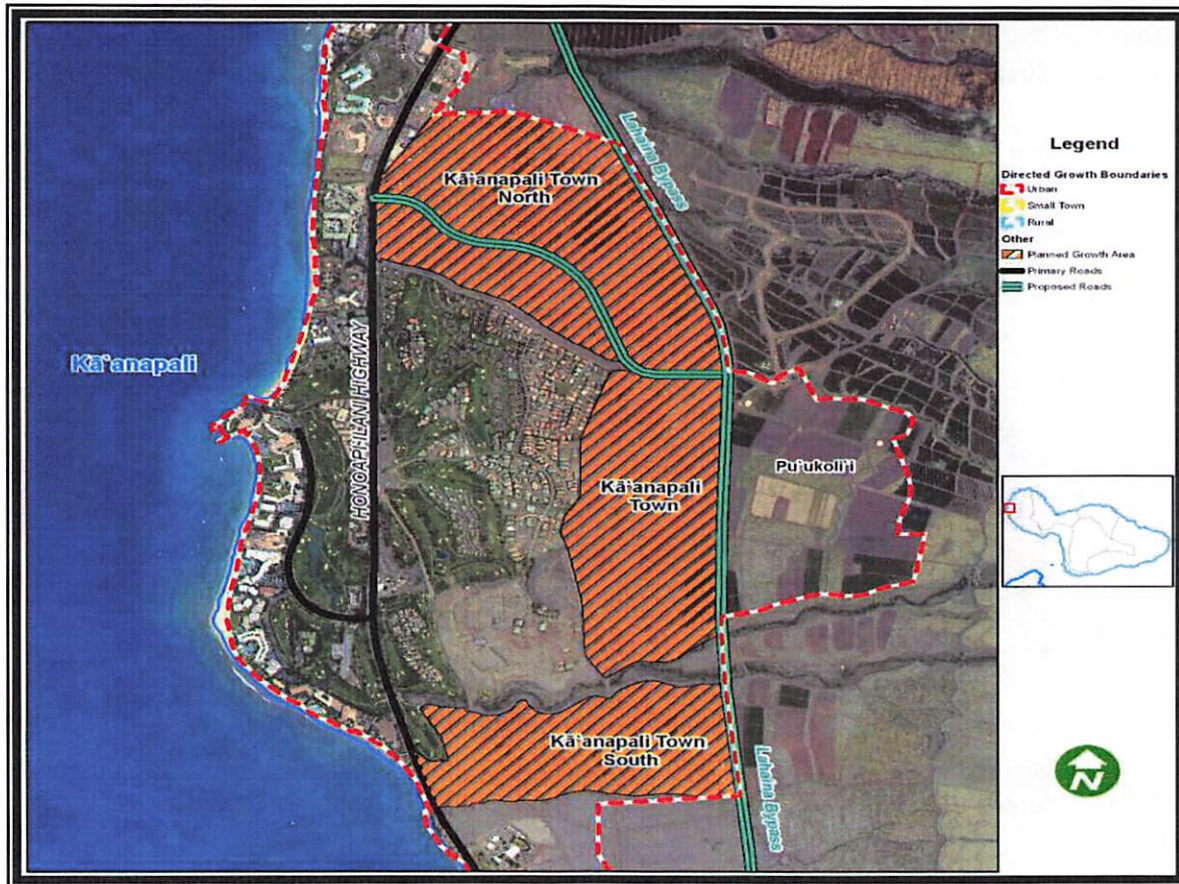 Kā'anapali Town
North
Lahaina Bypass
Kā'anapali
HONOAPI'ILANI HIGHWAY
Kā'anapali
Town
Pu'ukoli'i
Kā'anapali Town
South
Lahaina Bypass
Legend
Directed Growth Boundaries
Urban
Small Town
Rural
Other
Planned Growth Area
Primary Roads
Proposed Roads
N